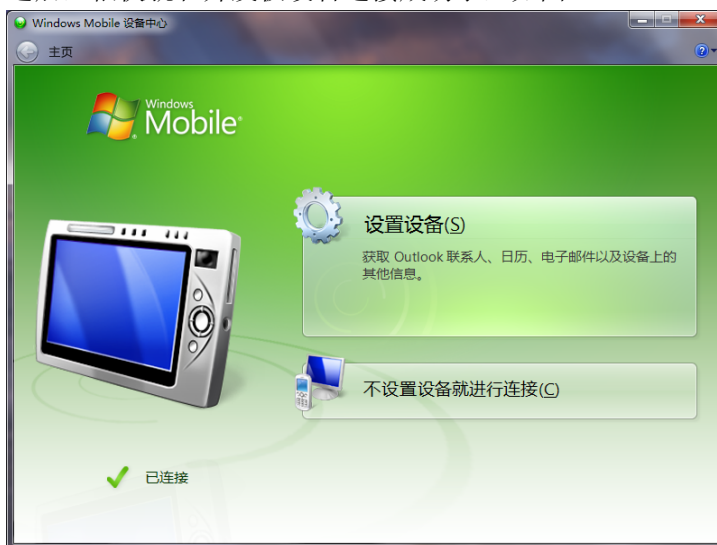 Windows Mobile 设备中心
主页
Windows
Mobile
设置设备(S)
获取 Outlook 联系人、日历、电子邮件以及设备上的
其他信息。
不设置设备就进行连接(C)
已连接